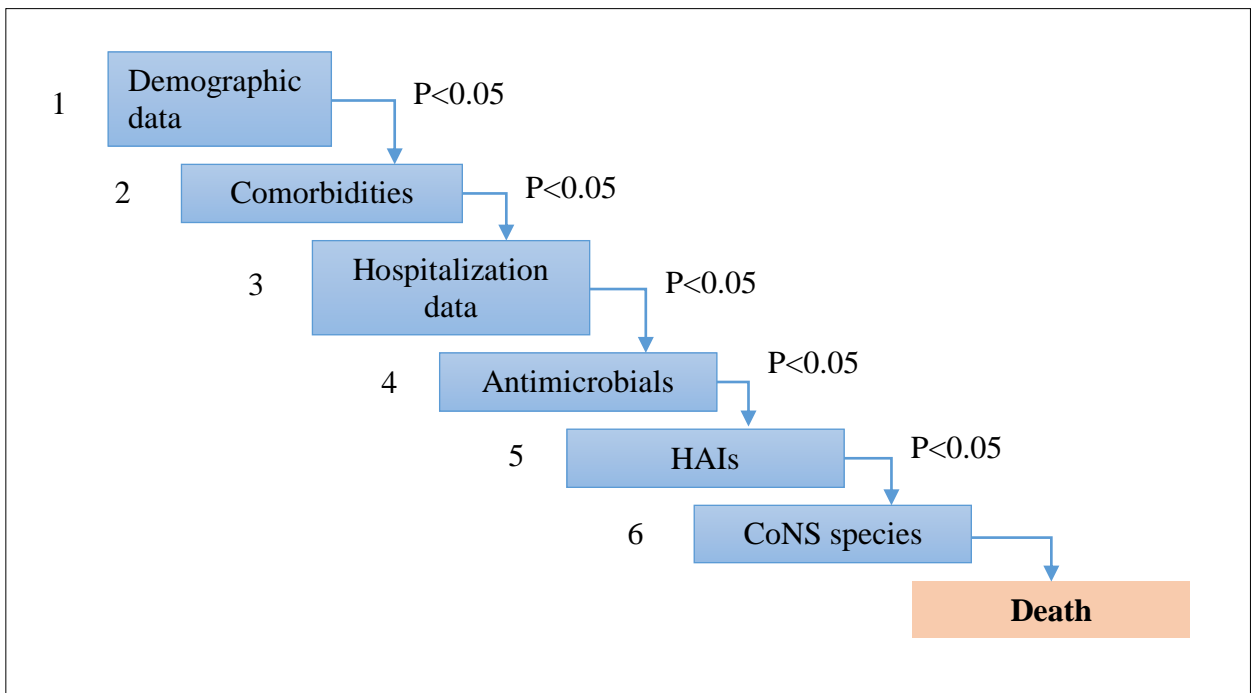 1
Demographic
data
P<0.05
2
Comorbidities
P<0.05
3
Hospitalization
data
P<0.05
4
Antimicrobials
P<0.05
5
HAIs
P<0.05
6
CoNS species
Death